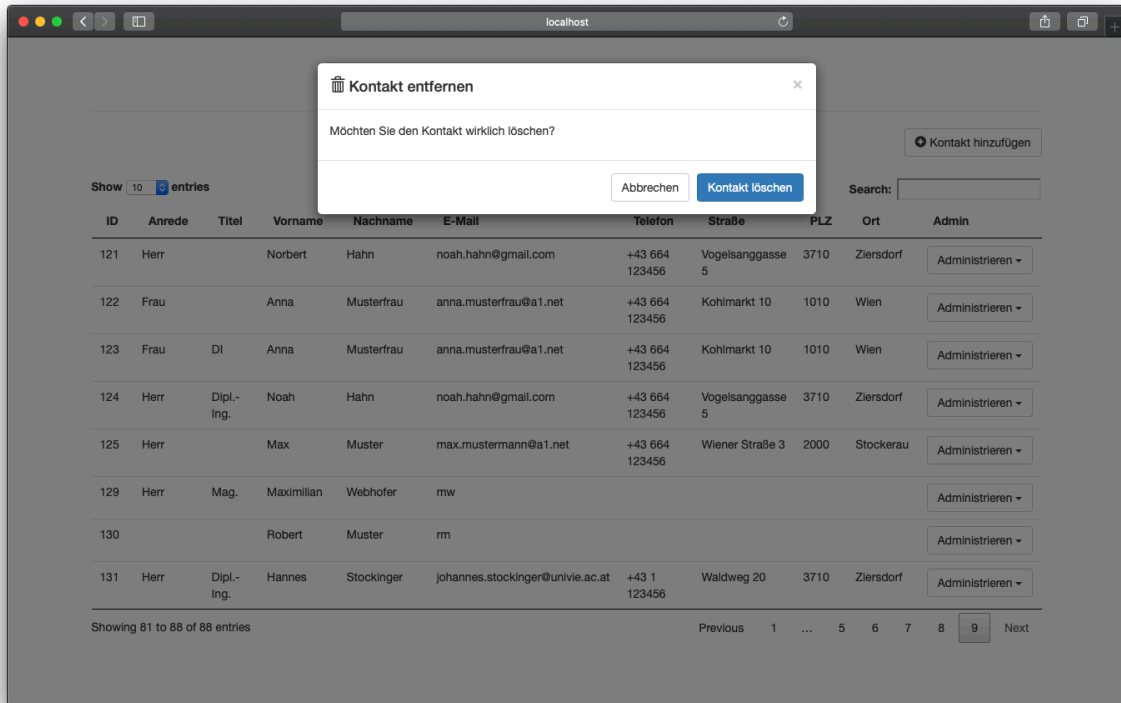 localhost
Kontakt entfernen ×
Möchten Sie den Kontakt wirklich löschen?
Kontakt hinzufügen
Abbrechen Kontakt löschen
Show 10 entries Search:
ID Anrede Titel Vorname Nachname E-Mail Telefon Straße PLZ Ort Admin
121 Herr Norbert Hahn noah.hahn@gmail.com +43 664 Vogelsanggasse 3710 Ziersdorf Administrieren
123456 5
122 Frau Anna Musterfrau anna.musterfrau@a1.net +43 664 Kohlmarkt 10 1010 Wien Administrieren
123456
123 Frau DI Anna Musterfrau anna.musterfrau@a1.net +43 664 Kohlmarkt 10 1010 Wien Administrieren
123456
124 Herr Dipl.- Noah Hahn noah.hahn@gmail.com +43 664 Vogelsanggasse 3710 Ziersdorf Administrieren
Ing. 123456 5
125 Herr Max Muster max.mustermann@a1.net +43 664 Wiener Straße 3 2000 Stockerau Administrieren
123456
129 Herr Mag. Maximilian Webhofer mw Administrieren
130 Robert Muster rm Administrieren
131 Herr Dipl.- Hannes Stockinger johannes.stockinger@univie.ac.at +43 1 Waldweg 20 3710 Ziersdorf Administrieren
Ing. 123456
Showing 81 to 88 of 88 entries Previous 1 … 5 6 7 8 9 Next